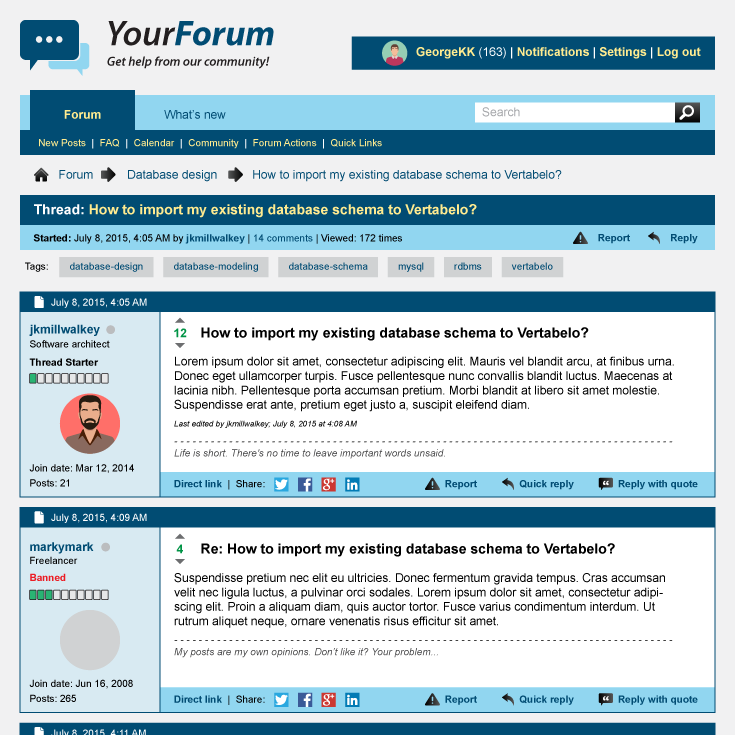 YourForum
Get help from our community!
GeorgeKK (163) | Notifications | Settings | Log out
Forum
What's new
Search
New Posts | FAQ | Calendar | Community | Forum Actions | Quick Links
Forum Database design How to import my existing database schema to Vertabelo?
Thread: How to import my existing database schema to Vertabelo?
Started: July 8, 2015, 4:05 AM by jkmillwalkey | 14 comments | Viewed: 172 times
Report Reply
Tags: database-design database-modeling database-schema mysql rdbms vertabelo
July 8, 2015, 4:05 AM
jkmillwalkey
Software architect
Thread Starter
Join date: Mar 12, 2014
Posts: 21
12 How to import my existing database schema to Vertabelo?
Lorem ipsum dolor sit amet, consectetur adipiscing elit. Mauris vel blandit arcu, at finibus urna.
Donec eget ullamcorper turpis. Fusce pellentesque nunc convallis blandit luctus. Maecenas at
lacinia nibh. Pellentesque porta accumsan pretium. Morbi blandit at libero sit amet molestie.
Suspendisse erat ante, pretium eget justo a, suscipit eleifend diam.
Last edited by jkmillwalkey; July 8, 2015 at 4:08 AM
Life is short. There's no time to leave important words unsaid.
Direct link | Share: f g+ in Report Quick reply Reply with quote
July 8, 2015, 4:09 AM
markymark
Freelancer
Banned
Join date: Jun 16, 2008
Posts: 265
4 Re: How to import my existing database schema to Vertabelo?
Suspendisse pretium nec elit eu ultricies. Donec fermentum gravida tempus. Cras accumsan
velit nec ligula luctus, a pulvinar orci sodales. Lorem ipsum dolor sit amet, consectetur adipi-
scing elit. Proin a aliquam diam, quis auctor tortor. Fusce varius condimentum interdum. Ut
rutrum aliquet neque, ornare venenatis risus efficitur sit amet.
My posts are my own opinions. Don't like it? Your problem...
Direct link | Share: f g+ in Report Quick reply Reply with quote
July 8, 2015, 4:11 AM